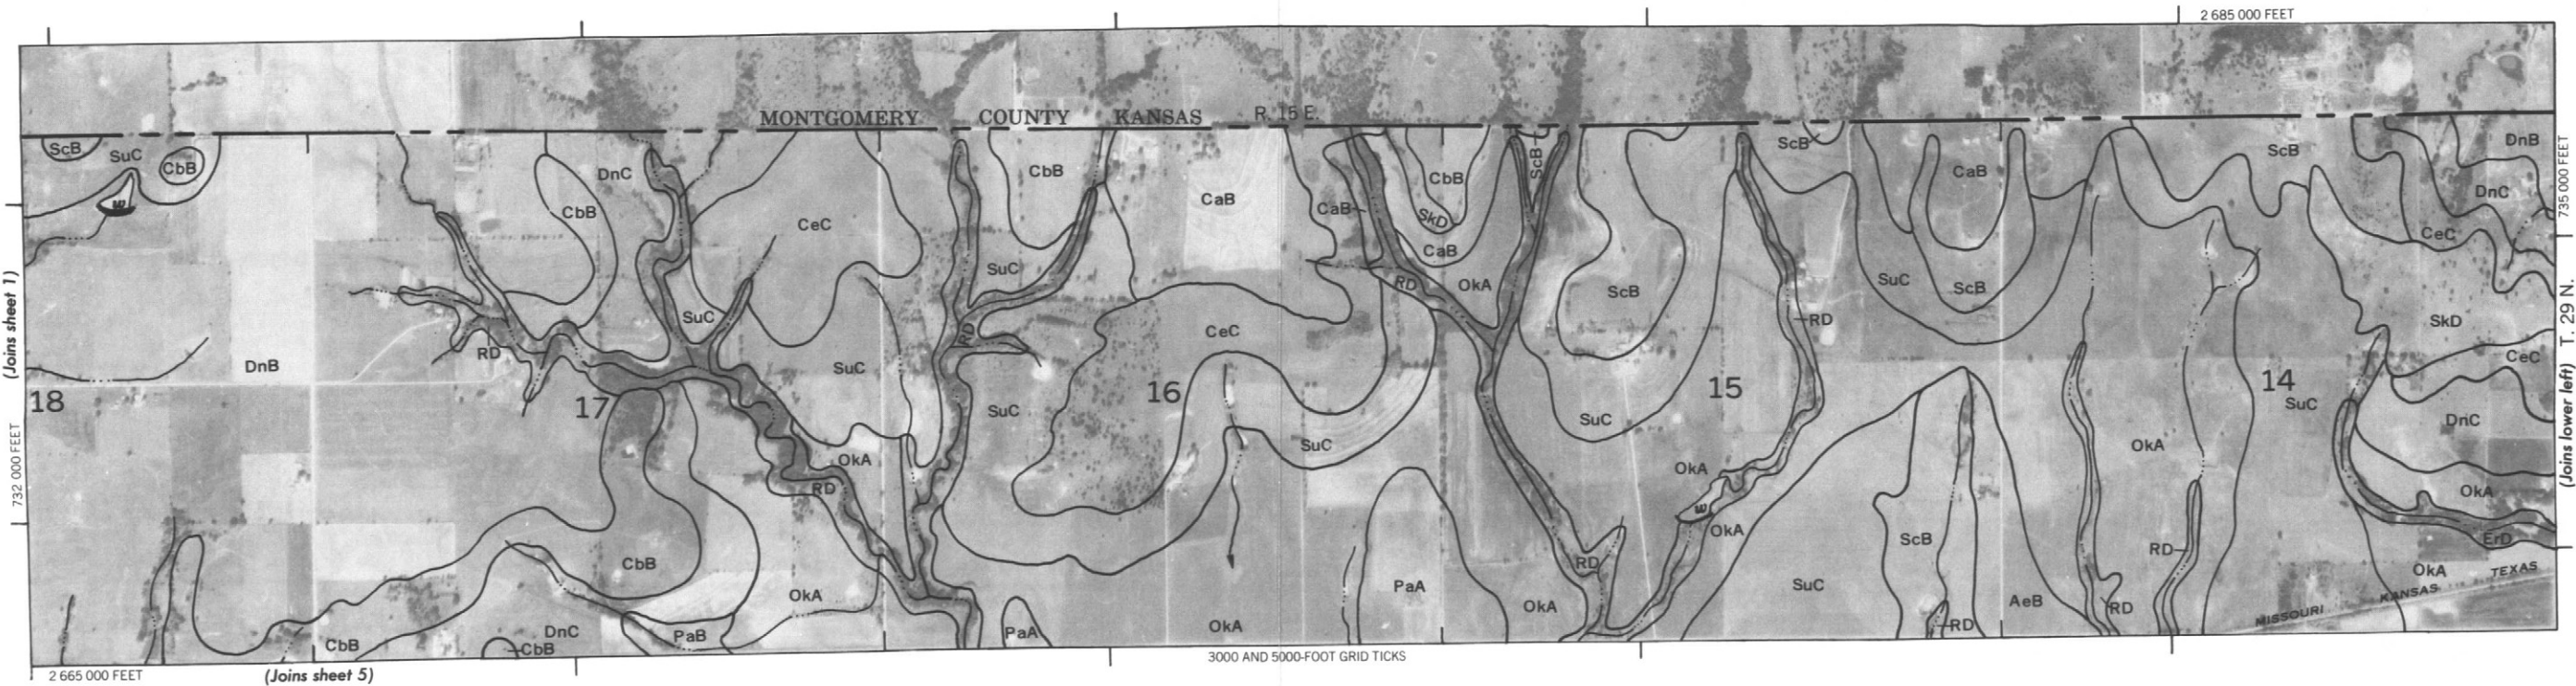 2 685 000 FEET
MONTGOMERY COUNTY KANSAS R. 15 E.
ScB
SuC
CbB
w
DnC
CbB
CeC
CbB
CaB
SuC
CaB
CbB
SkD
CaB
ScB
RD
OkA
ScB
ScB
CaB
SuC
ScB
ScB
DnB
DnC
CeC
SkD
CeC
735 000 FEET
T. 29 N.
(Joins lower left)
(Joins sheet 1)
DnB
RD
SuC
SuC
RD
CeC
RD
18
17
16
15
14
SuC
SuC
SuC
SuC
OkA
SuC
DnC
732 000 FEET
OkA
RD
OkA
w
OkA
OkA
ErD
CbB
RD
ScB
RD
OkA
OkA
PaA
OkA
SuC
AeB
RD
MISSOURI KANSAS TEXAS
CbB
CbB
DnC
PaB
PaA
OkA
RD
2 665 000 FEET
(Joins sheet 5)
3000 AND 5000-FOOT GRID TICKS